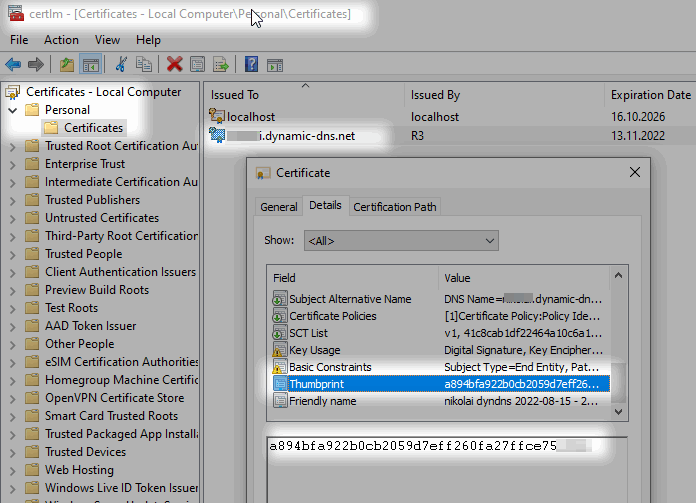 certlm - [Certificates - Local Computer\Personal\Certificates]
File Action View Help
Certificates - Local Computer
Personal
Certificates
Trusted Root Certification Au
Enterprise Trust
Intermediate Certification Au
Trusted Publishers
Untrusted Certificates
Third-Party Root Certification
Trusted People
Client Authentication Issuers
Preview Build Roots
Test Roots
AAD Token Issuer
Other People
eSIM Certification Authorities
Homegroup Machine Certific
OpenVPN Certificate Store
Smart Card Trusted Roots
Trusted Packaged App Installa
Trusted Devices
Web Hosting
Windows Live ID Token Issuer
Issued To Issued By Expiration Date
localhost localhost 16.10.2026
i.dynamic-dns.net R3 13.11.2022
Certificate
General Details Certification Path
Show: <All>
Field Value
Subject Alternative Name DNS Name=nikolai.dynamic-dn...
Certificate Policies [1]Certificate Policy:Policy Ide...
SCT List v1, 41c8cab1df22464a10c6a1...
Key Usage Digital Signature, Key Encipher...
Basic Constraints Subject Type=End Entity, Pat...
Thumbprint a894bfa922b0cb2059d7eff26...
Friendly name nikolai dyndns 2022-08-15 - 2...
a894bfa922b0cb2059d7eff260fa27ffce75